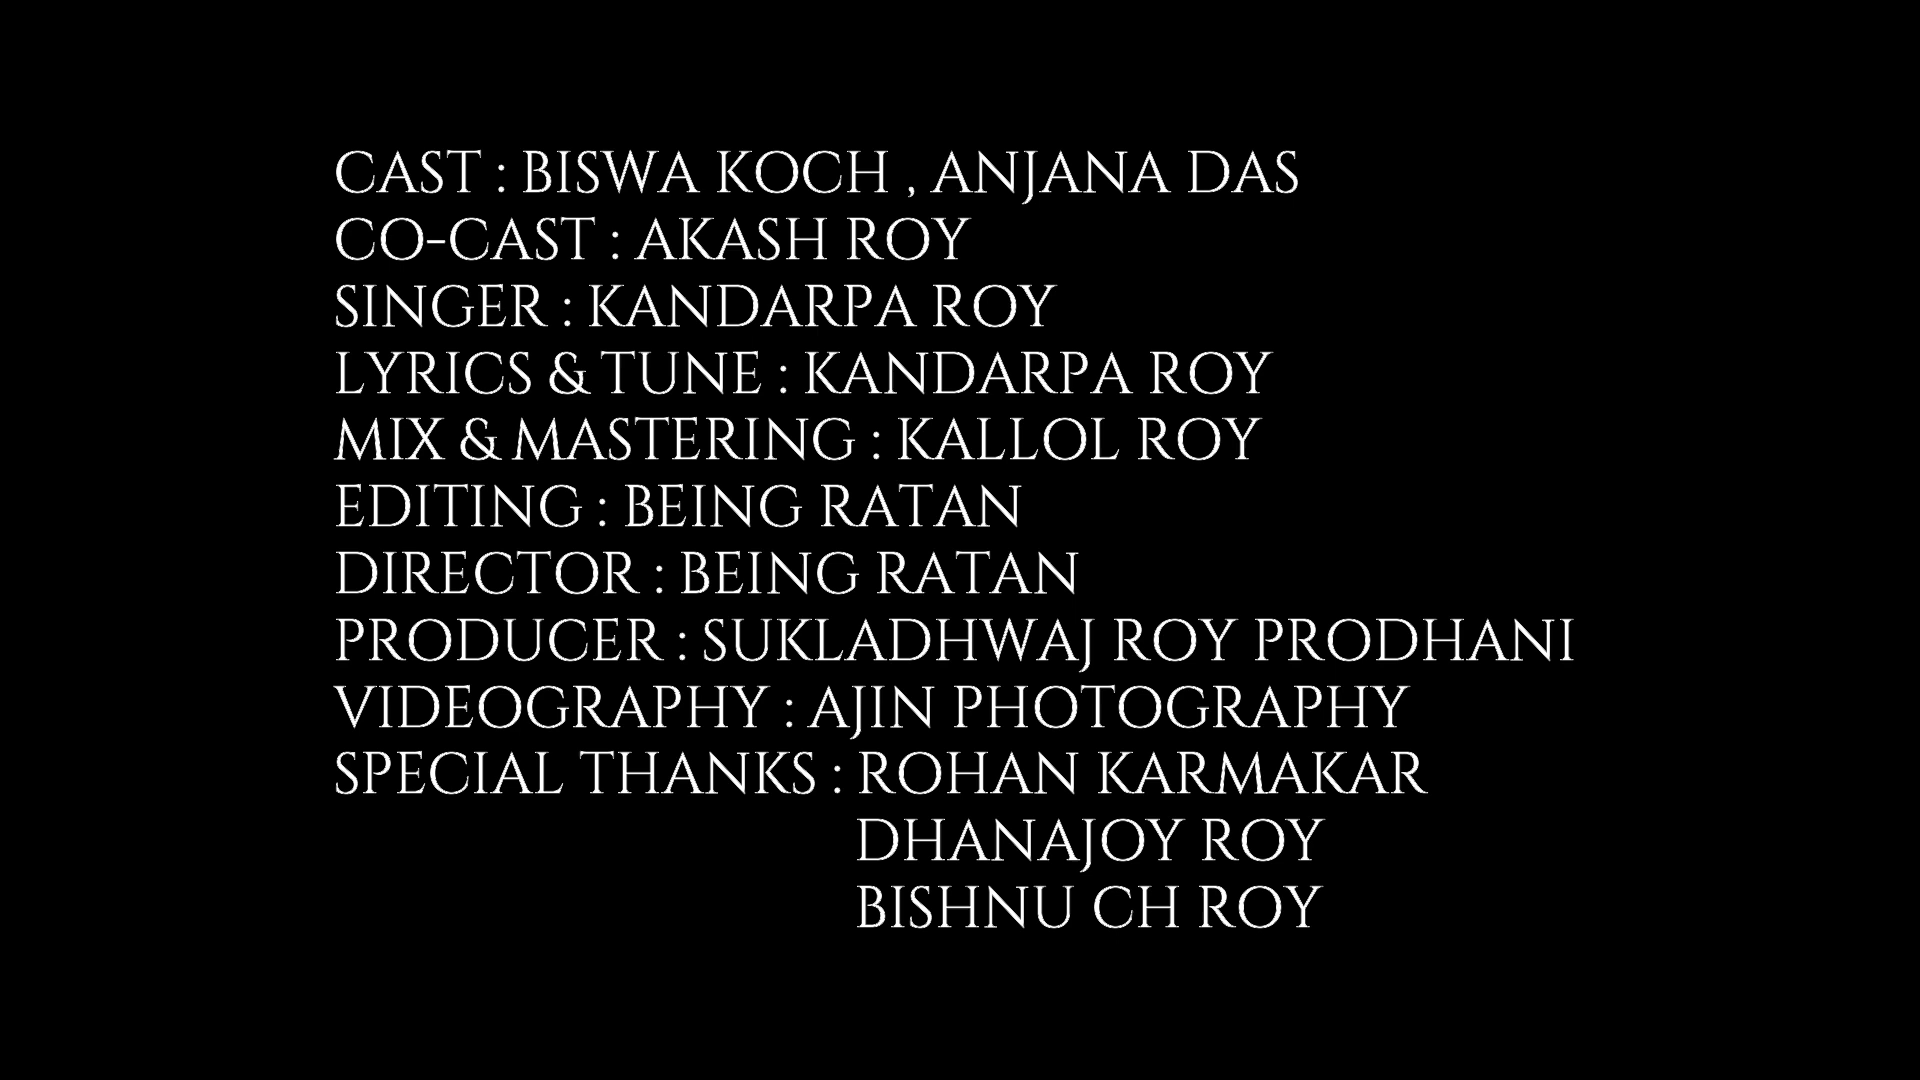 CAST : BISWA KOCH , ANJANA DAS
CO-CAST : AKASH ROY
SINGER : KANDARPA ROY
LYRICS & TUNE : KANDARPA ROY
MIX & MASTERING : KALLOL ROY
EDITING : BEING RATAN
DIRECTOR : BEING RATAN
PRODUCER : SUKLADHWAJ ROY PRODHANI
VIDEOGRAPHY : AJIN PHOTOGRAPHY
SPECIAL THANKS : ROHAN KARMAKAR
DHANAJOY ROY
BISHNU CH ROY